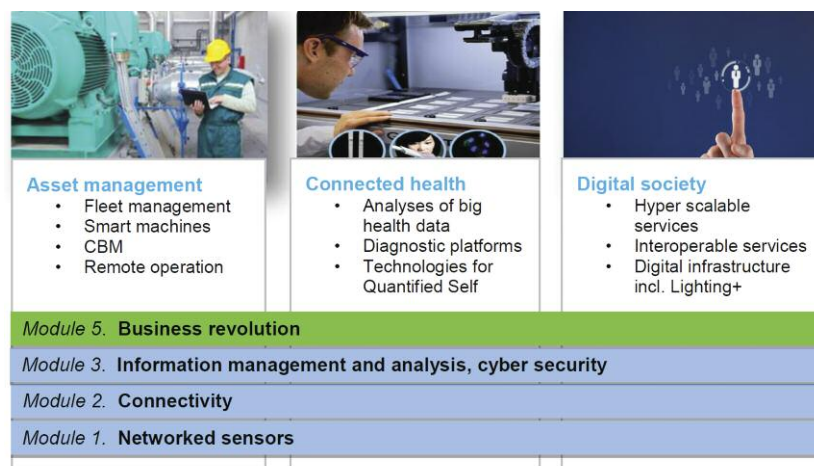 Asset management
• Fleet management
• Smart machines
• CBM
• Remote operation
Connected health
• Analyses of big
health data
• Diagnostic platforms
• Technologies for
Quantified Self
Digital society
• Hyper scalable
services
• Interoperable services
• Digital infrastructure
incl. Lighting+
Module 5. Business revolution
Module 3. Information management and analysis, cyber security
Module 2. Connectivity
Module 1. Networked sensors